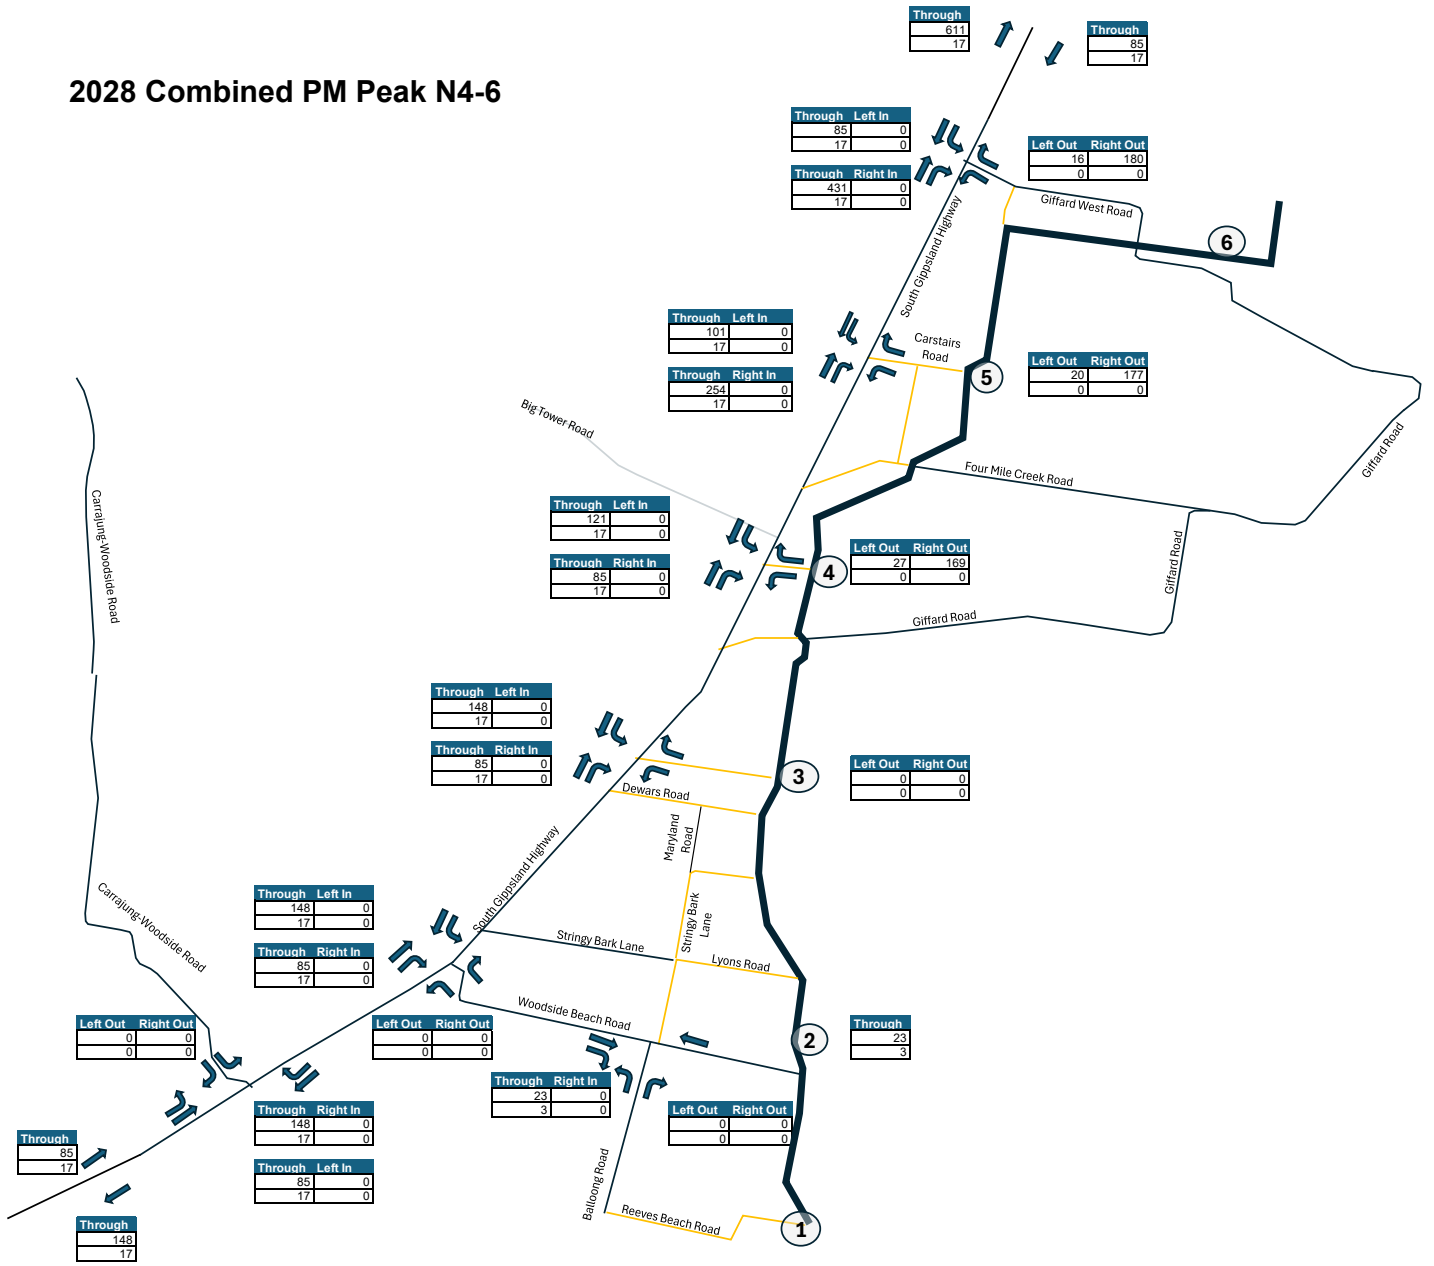 2028 Combined PM Peak N4-6
Through
611
17
Through
85
17
Through Left In
85 0
17 0
Through Right In
431 0
17 0
Left Out Right Out
16 180
0 0
Giffard West Road
South Gippsland Highway
6
Through Left In
101 0
17 0
Through Right In
254 0
17 0
Carstairs
Road
5
Left Out Right Out
20 177
0 0
Big Tower Road
Four Mile Creek Road
Giffard Road
Through Left In
121 0
17 0
Through Right In
85 0
17 0
4
Left Out Right Out
27 169
0 0
Giffard Road
Giffard Road
Carrajung-Woodside Road
Through Left In
148 0
17 0
Through Right In
85 0
17 0
3
Left Out Right Out
0 0
0 0
Dewars Road
Maryland
Road
South Gippsland Highway
Carrajung-Woodside Road
Through Left In
148 0
17 0
Through Right In
85 0
17 0
Stringy Bark Lane
Stringy Bark
Lane
Lyons Road
Woodside Beach Road
Left Out Right Out
0 0
0 0
Left Out Right Out
0 0
0 0
2
Through
23
3
Through Right In
23 0
3 0
Left Out Right Out
0 0
0 0
Through Right In
148 0
17 0
Through Left In
85 0
17 0
Through
85
17
Through
148
17
Balloong Road
Reeves Beach Road
1